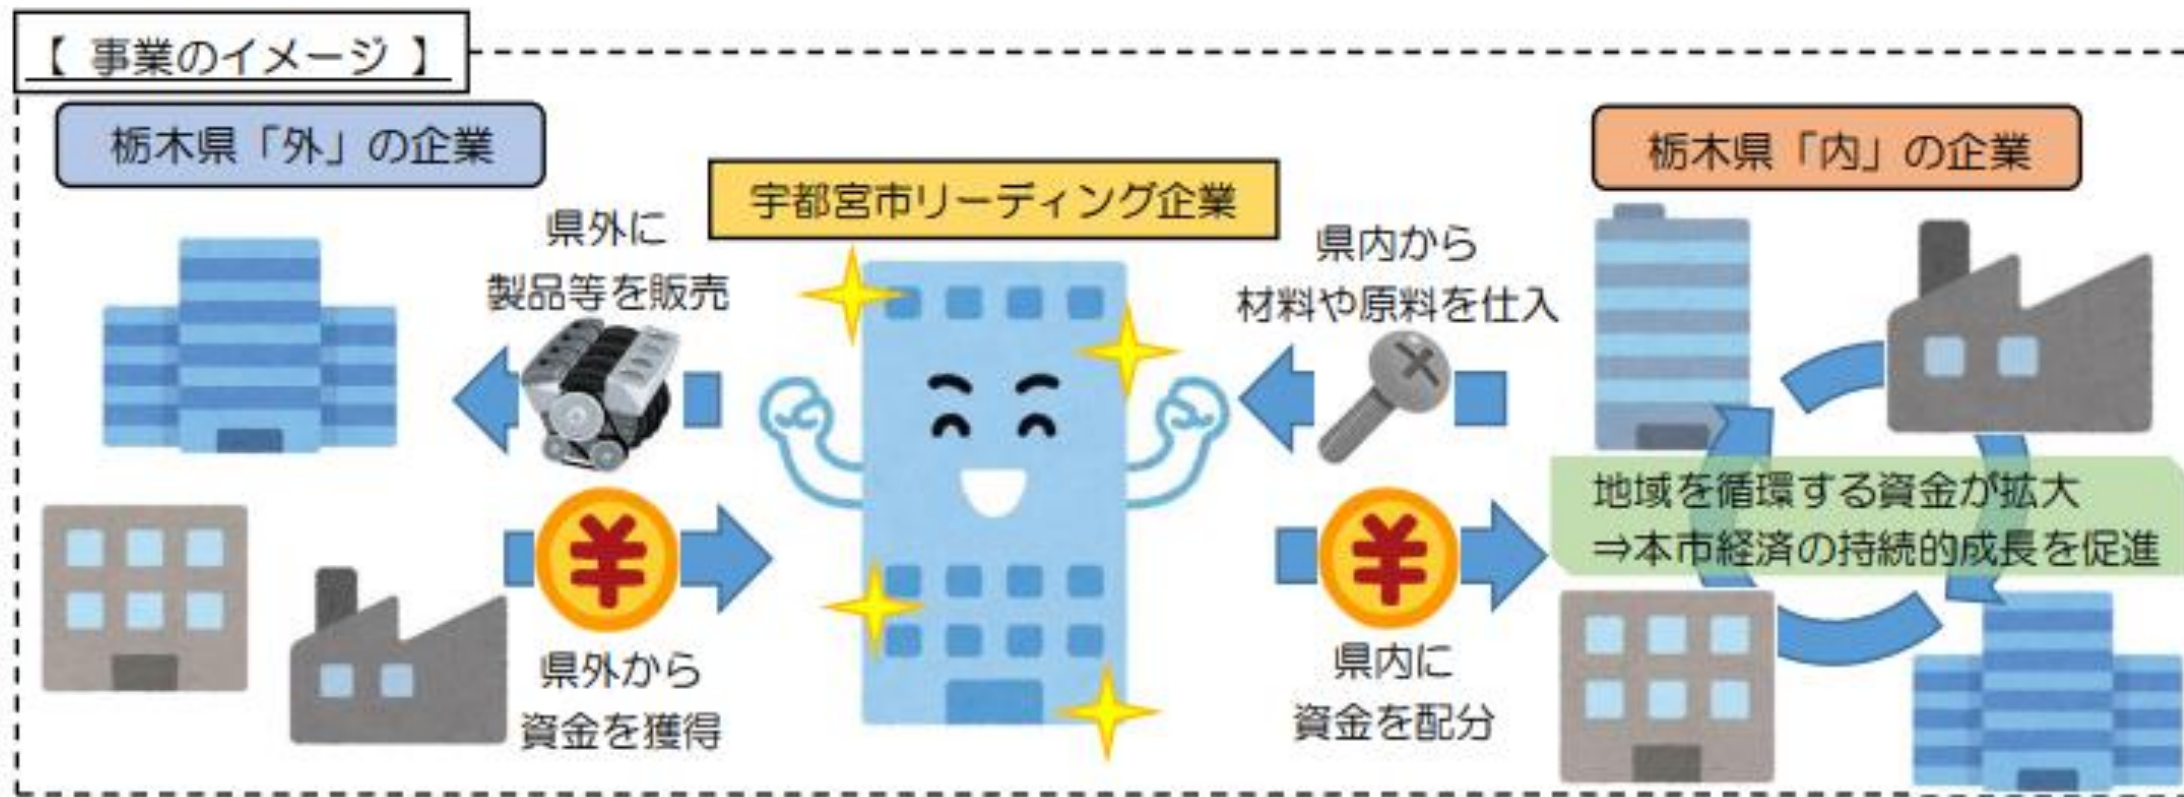 【 事業のイメージ 】
栃木県「外」の企業
宇都宮市リーディング企業
栃木県「内」の企業
県外に
製品等を販売
県内から
材料や原料を仕入
県外から
資金を獲得
県内に
資金を配分
地域を循環する資金が拡大
⇒本市経済の持続的成長を促進
¥
¥